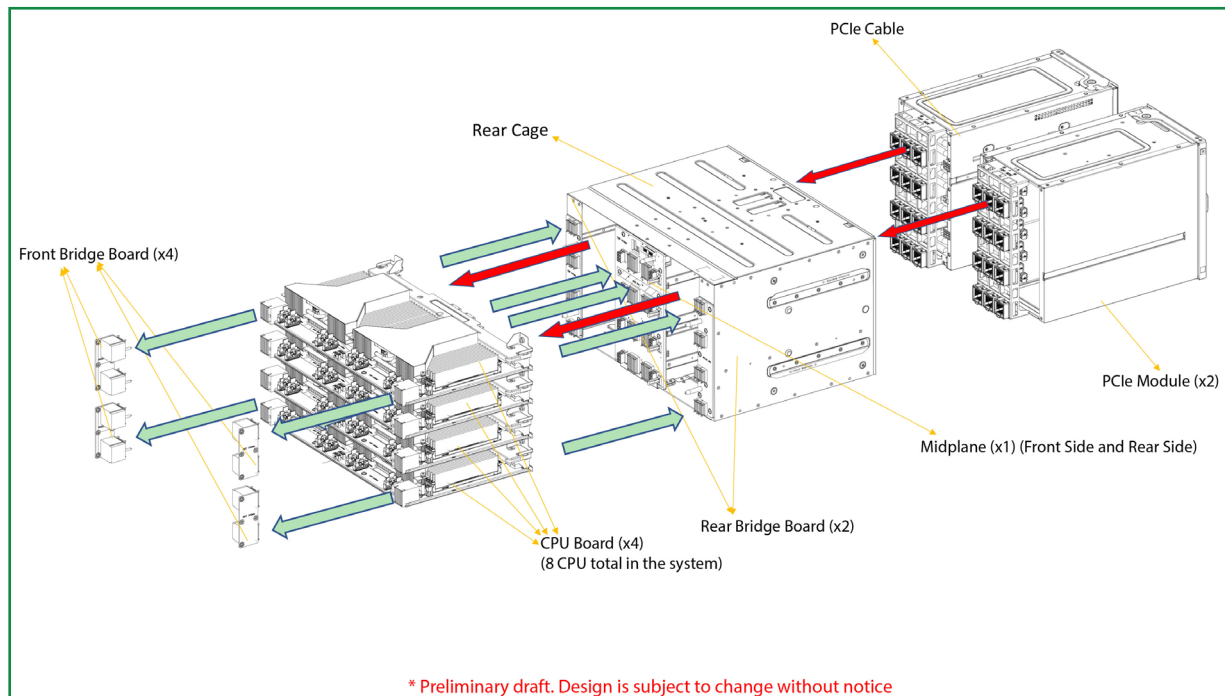 PCIe Cable
Rear Cage
Front Bridge Board (x4)
PCIe Module (x2)
Midplane (x1) (Front Side and Rear Side)
Rear Bridge Board (x2)
CPU Board (x4)
(8 CPU total in the system)
* Preliminary draft. Design is subject to change without notice